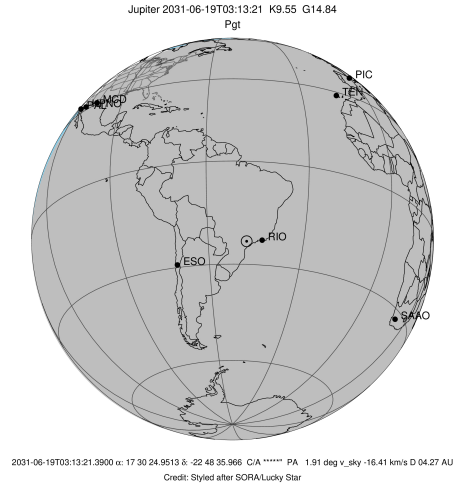 Jupiter 2031-06-19T03:13:21 K9.55 G14.84
Pgt
PIC
TEN
MCD
RIO
ESO
SAAO
2031-06-19T03:13:21.3900 α: 17 30 24.9513 δ: -22 48 35.966 C/A *****" PA 1.91 deg v_sky -16.41 km/s D 04.27 AU
Credit: Styled after SORA/Lucky Star